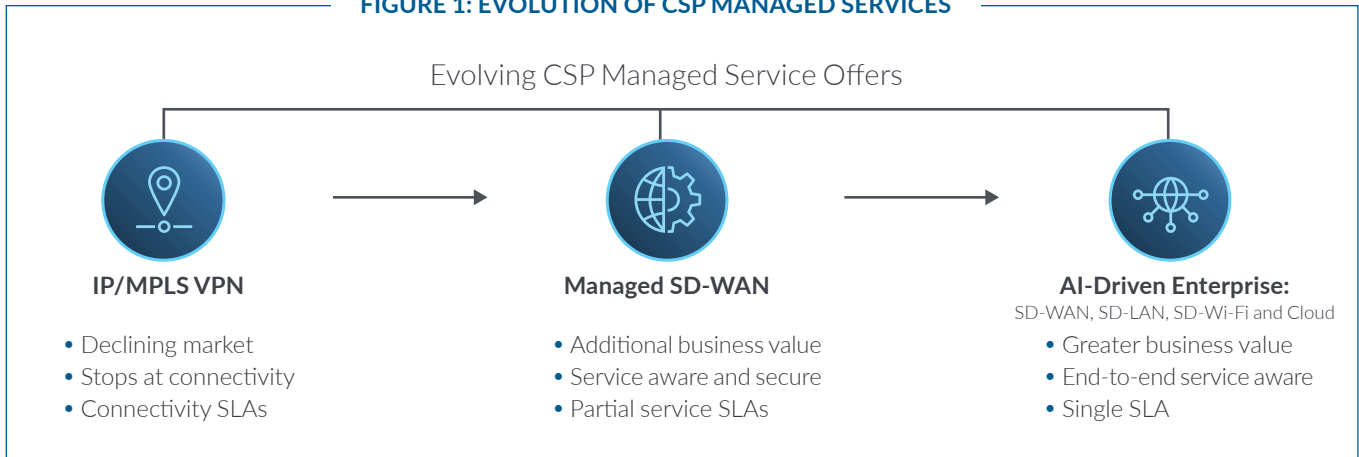 FIGURE 1: EVOLUTION OF CSP MANAGED SERVICES
Evolving CSP Managed Service Offers
IP/MPLS VPN
• Declining market
• Stops at connectivity
• Connectivity SLAs
Managed SD-WAN
• Additional business value
• Service aware and secure
• Partial service SLAs
AI-Driven Enterprise:
SD-WAN, SD-LAN, SD-Wi-Fi and Cloud
• Greater business value
• End-to-end service aware
• Single SLA